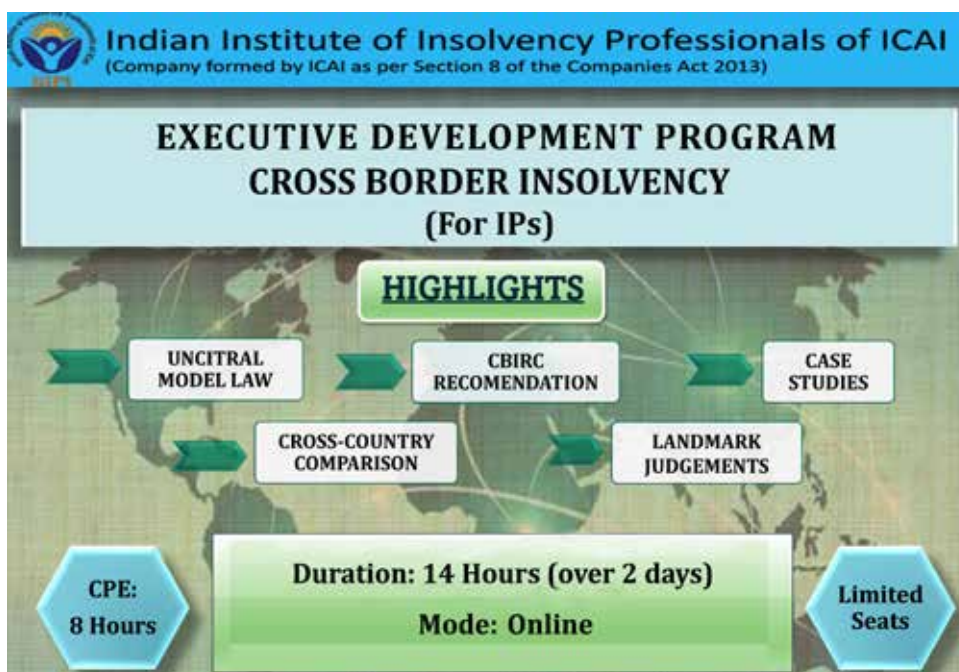 Indian Institute of Insolvency Professionals of ICAI
(Company formed by ICAI as per Section 8 of the Companies Act 2013)
EXECUTIVE DEVELOPMENT PROGRAM
CROSS BORDER INSOLVENCY
(For IPs)
HIGHLIGHTS
UNCITRAL
MODEL LAW
CBIRC
RECOMENDATION
CASE
STUDIES
CROSS-COUNTRY
COMPARISON
LANDMARK
JUDGEMENTS
CPE:
8 Hours
Duration: 14 Hours (over 2 days)
Mode: Online
Limited
Seats